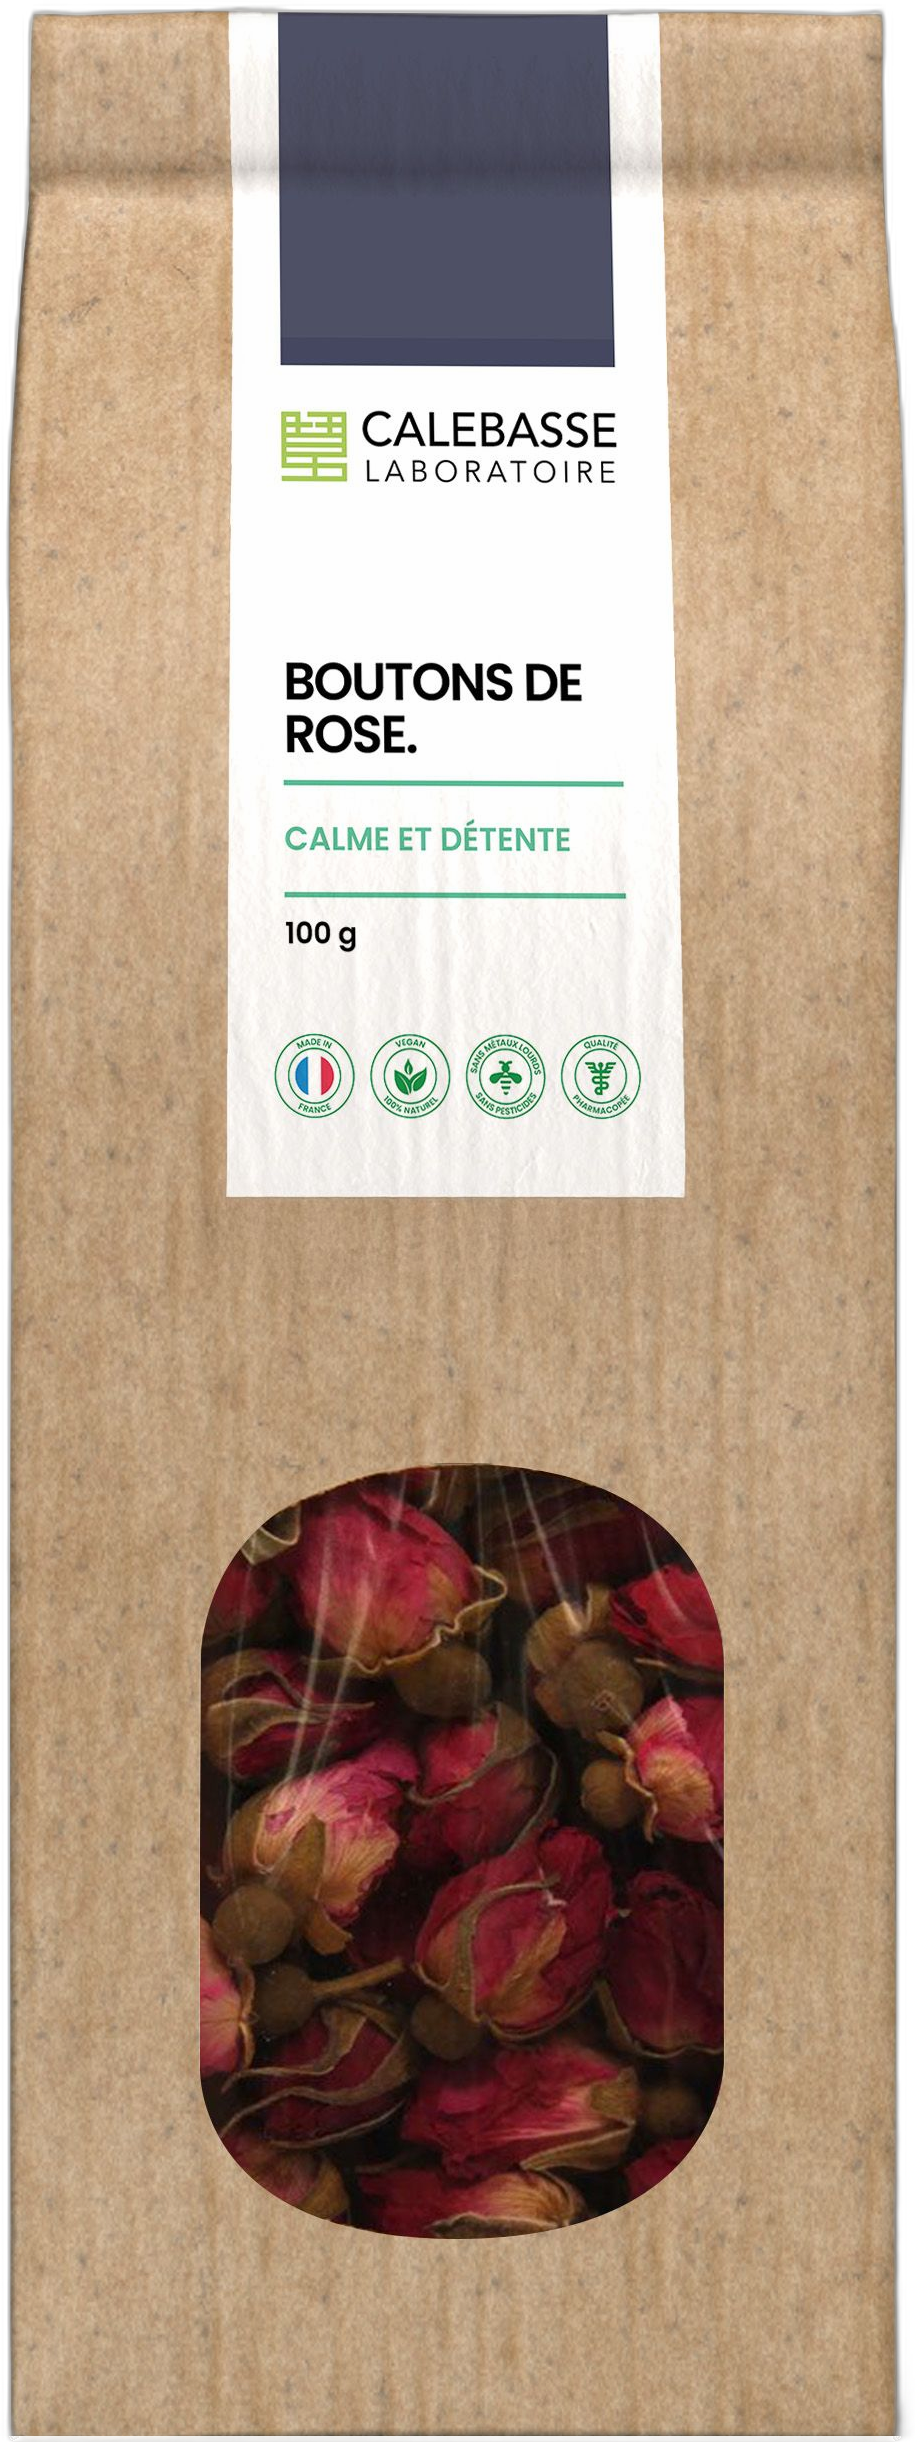 CALEBASSE
LABORATOIRE
BOUTONS DE
ROSE.
CALME ET DÉTENTE
100 g
MADE IN
FRANCE
VEGAN
100% NATUREL
SANS MÉTAUX LOURDS
SANS PESTICIDES
QUALITÉ
PHARMACOPÉE